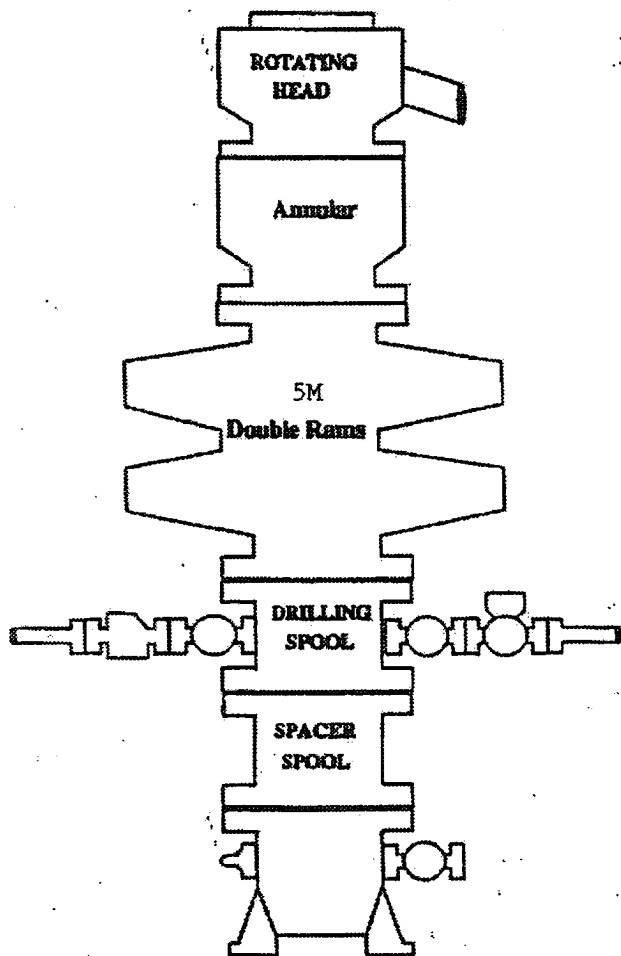 ROTATING
HEAD
Annular
5M
Double Rams
DRILLING
SPOOL
SPACER
SPOOL